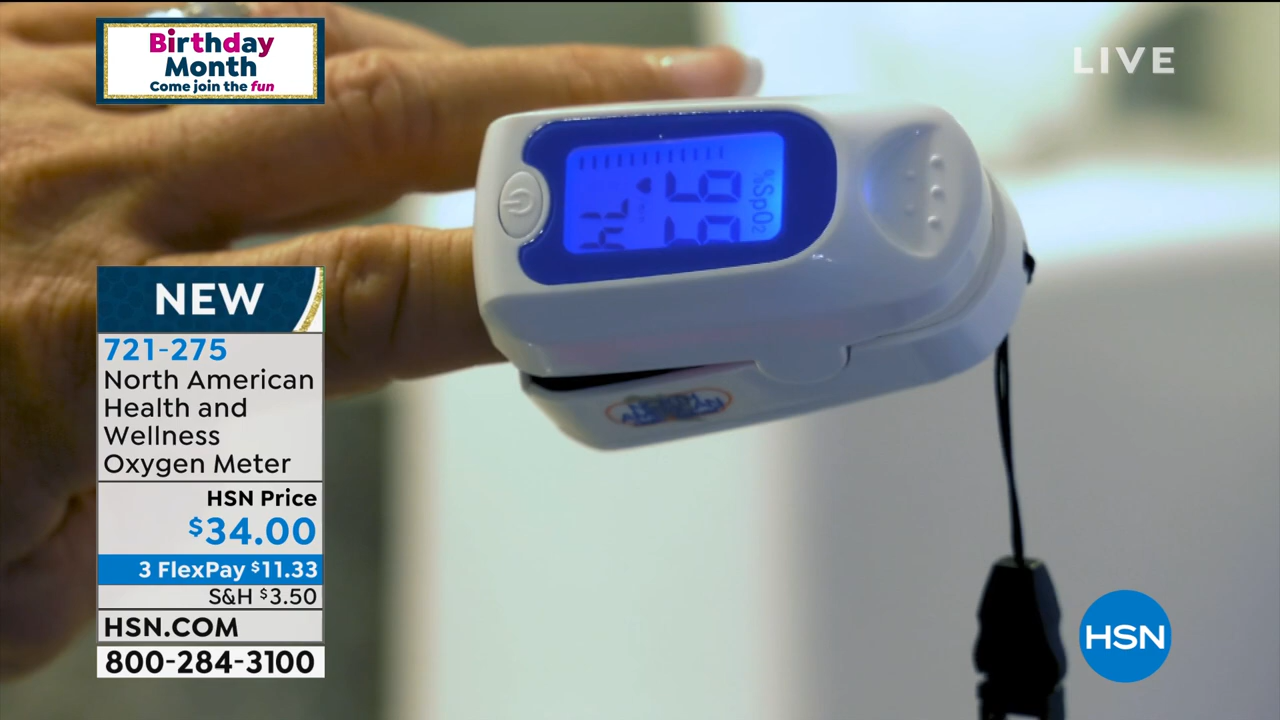 Birthday
Month
Come join the fun
LIVE
%SpO₂
NEW
721-275
North American
Health and
Wellness
Oxygen Meter
HSN Price
$34.00
3 FlexPay $11.33
S&H $3.50
HSN.COM
800-284-3100
HSN